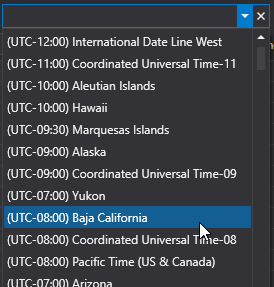 (UTC-12:00) International Date Line West
(UTC-11:00) Coordinated Universal Time-11
(UTC-10:00) Aleutian Islands
(UTC-10:00) Hawaii
(UTC-09:30) Marquesas Islands
(UTC-09:00) Alaska
(UTC-09:00) Coordinated Universal Time-09
(UTC-07:00) Yukon
(UTC-08:00) Baja California
(UTC-08:00) Coordinated Universal Time-08
(UTC-08:00) Pacific Time (US & Canada)
(UTC-07:00) Arizona